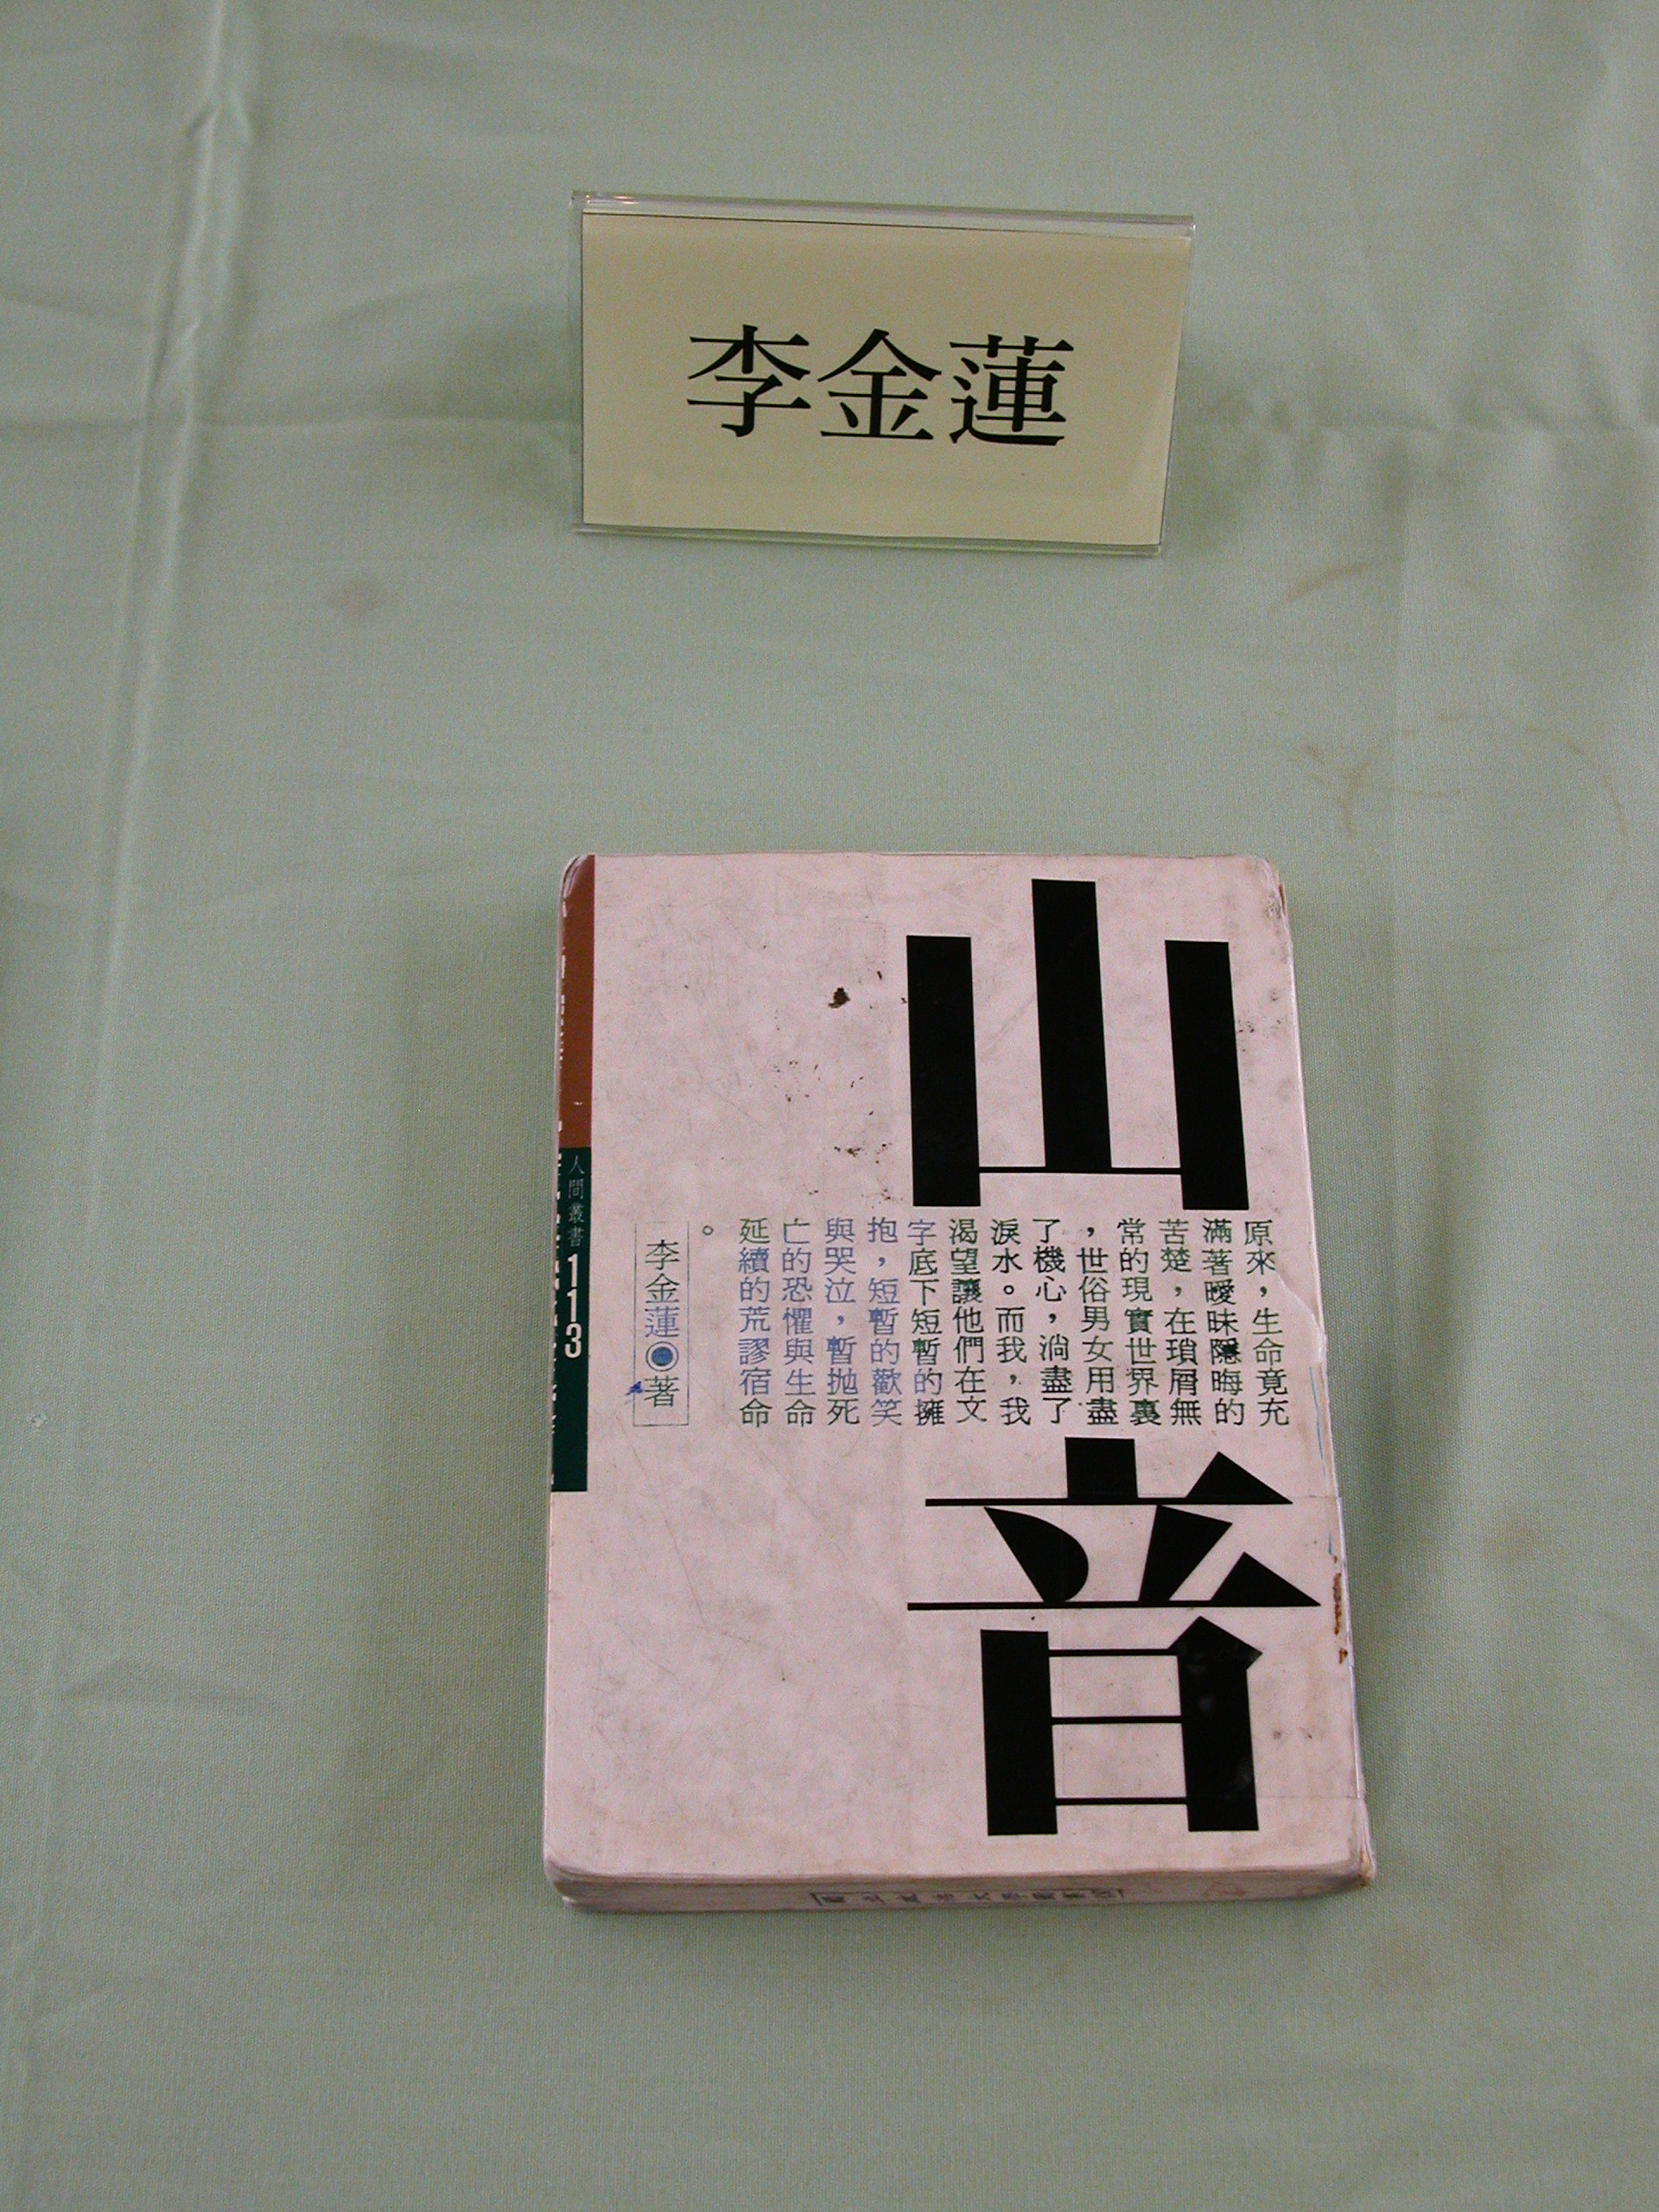 李金蓮
山音
原來，生命竟充
滿著曖昧隱晦的
苦楚，在瑣屑無
常的現實世界裏
，世俗男女用盡
了機心，淌盡了
淚水。而我，我
渴望讓他們在文
字底下短暫的擁
抱，短暫的歡笑
與哭泣，暫拋死
亡的恐懼與生命
延續的荒謬宿命
。
李金蓮◉著
人間叢書113